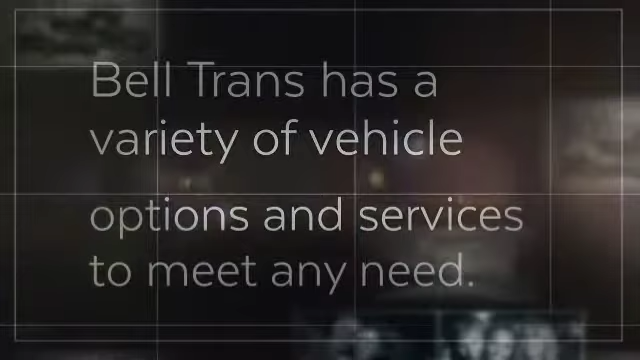 Bell Trans has a
variety of vehicle
options and services
to meet any need.